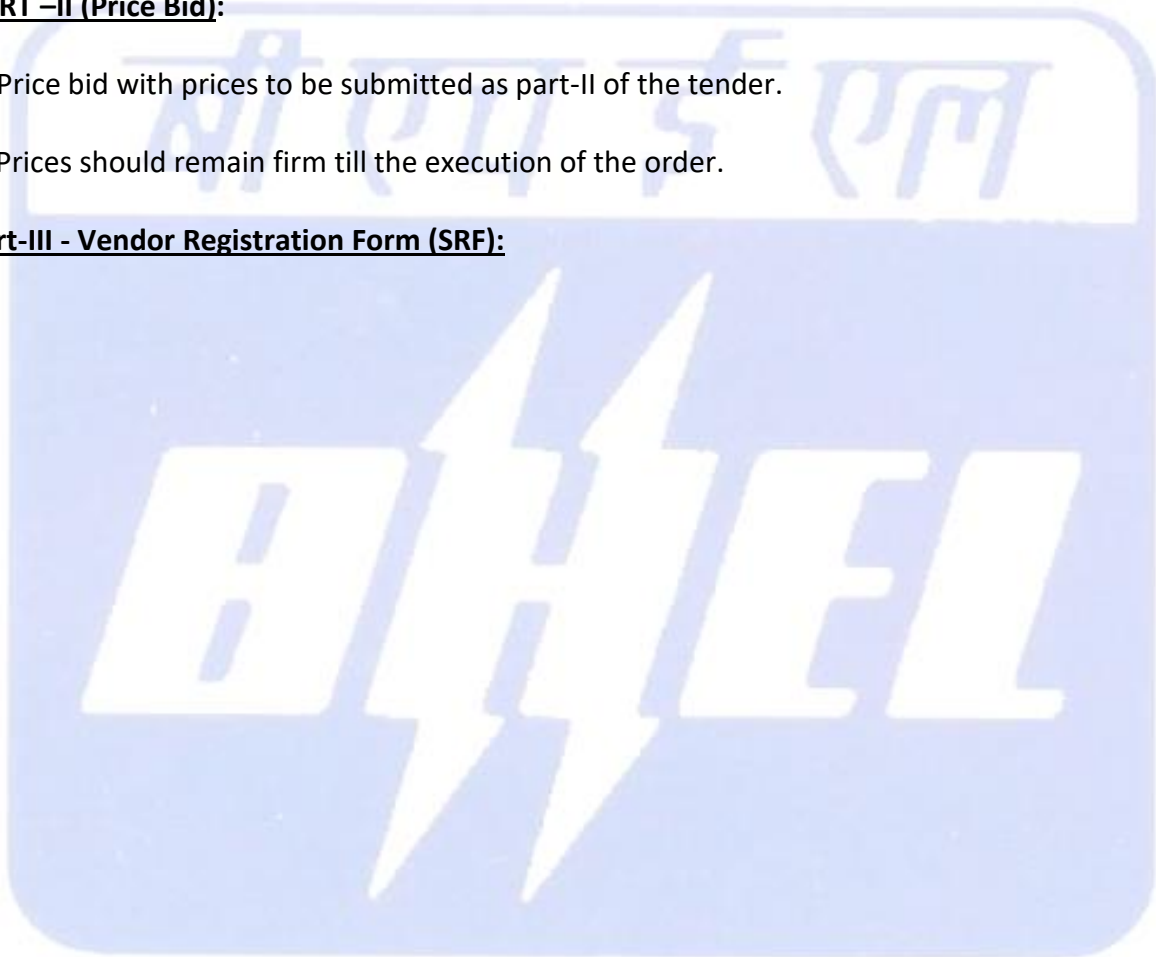 RT –II (Price Bid):
Price bid with prices to be submitted as part-II of the tender.
Prices should remain firm till the execution of the order.
rt-III - Vendor Registration Form (SRF):
बी एच ई एल
BHEL